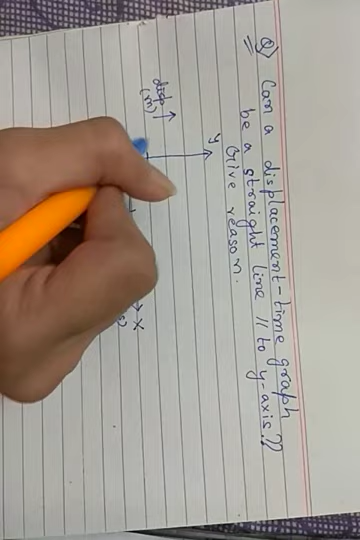 Q) Can a displacement-time graph
be a straight line // to y-axis??
Give reason.
y
disp
(m)
x
(s)